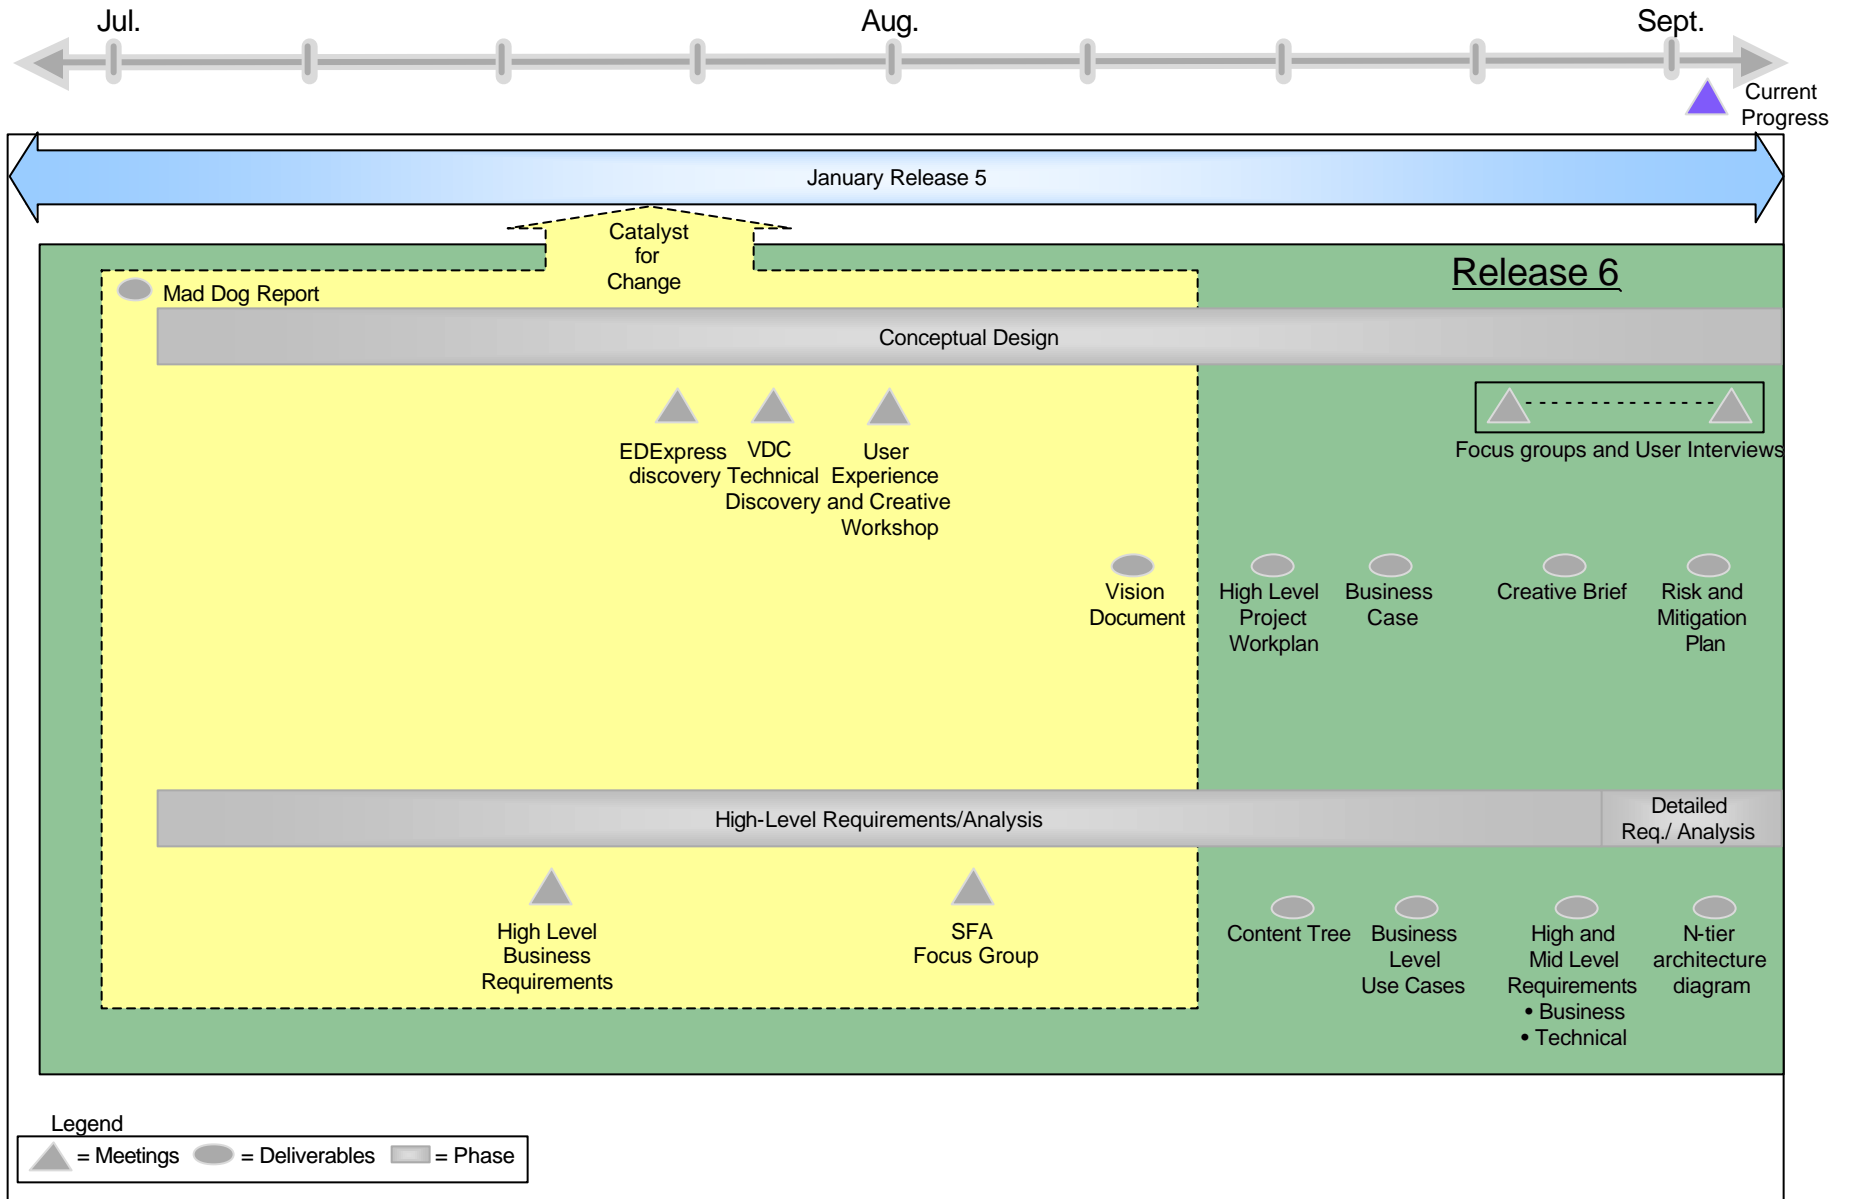 Jul.
Aug.
Sept.
Current
Progress
January Release 5
Catalyst
for
Change
Release 6
Mad Dog Report
Conceptual Design
EDExpress
discovery
VDC
Technical
Discovery
User
Experience
and Creative
Workshop
Focus groups and User Interviews
Vision
Document
High Level
Project
Workplan
Business
Case
Creative Brief
Risk and
Mitigation
Plan
High-Level Requirements/Analysis
Detailed
Req./ Analysis
High Level
Business
Requirements
SFA
Focus Group
Content Tree
Business
Level
Use Cases
High and
Mid Level
Requirements
• Business
• Technical
N-tier
architecture
diagram
Legend
= Meetings
= Deliverables
= Phase